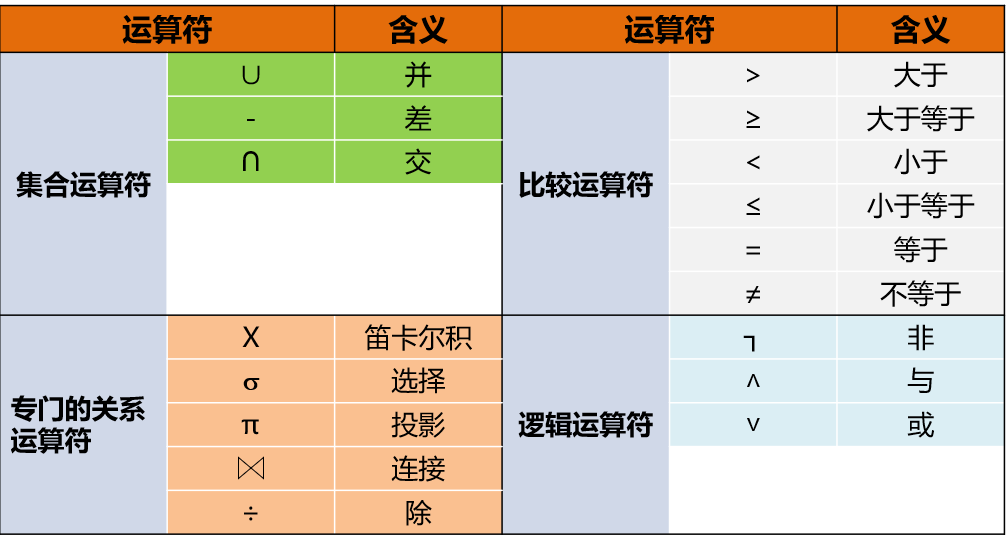 运算符 含义 运算符 含义
集合运算符 ∪ 并 比较运算符 > 大于
- 差 ≥ 大于等于
∩ 交 < 小于
≤ 小于等于
= 等于
≠ 不等于
专门的关系
运算符 X 笛卡尔积 逻辑运算符 ┐ 非
σ 选择 ∧ 与
π 投影 ∨ 或
⋈ 连接
÷ 除